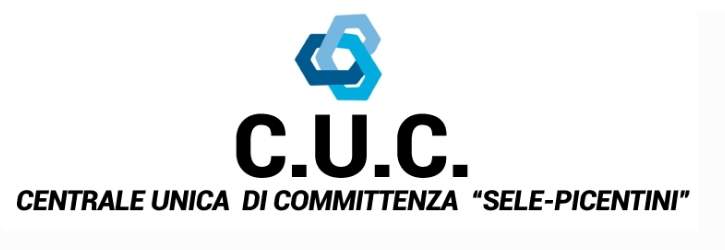 C.U.C.
CENTRALE UNICA DI COMMITTENZA “SELE-PICENTINI”